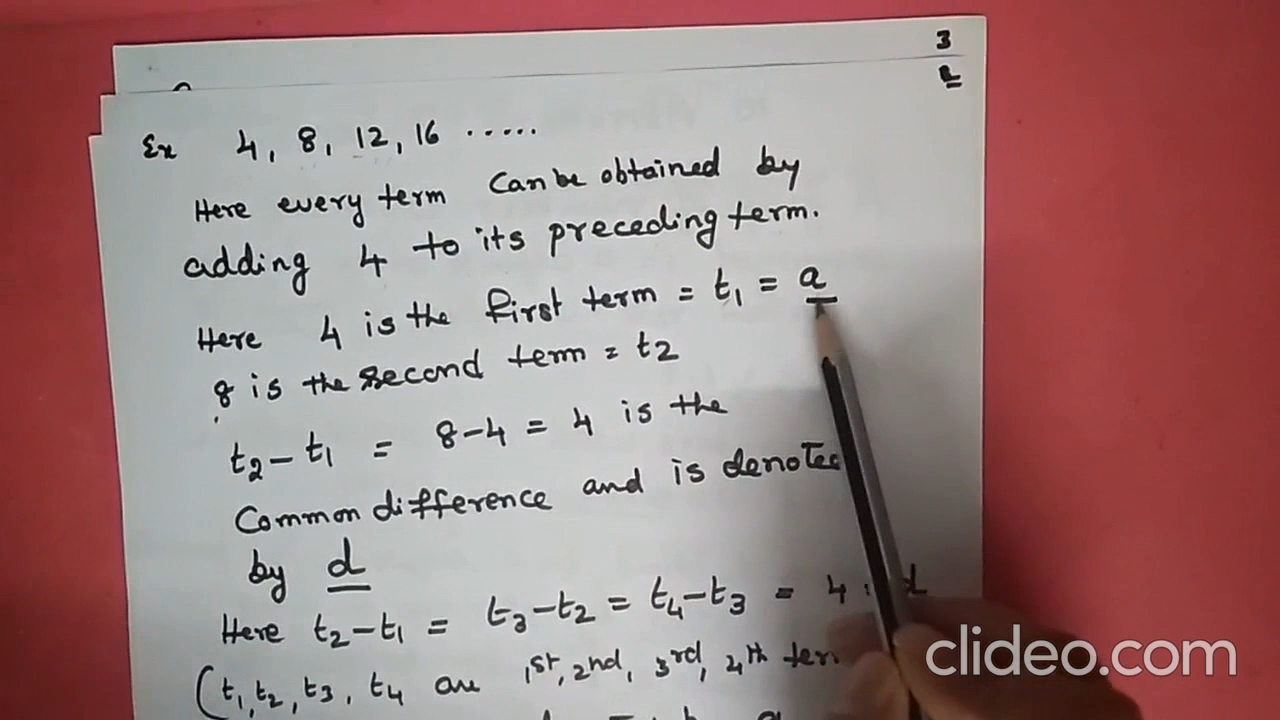 3
Ex 4, 8, 12, 16 .....
Here every term can be obtained by
adding 4 to its preceding term.
Here 4 is the first term = t₁ = a
8 is the second term = t₂
t₂ - t₁ = 8-4 = 4 is the
Common difference and is denoted
by d
Here t₂-t₁ = t₃-t₂ = t₄-t₃ = 4 = d
(t₁, t₂, t₃, t₄ are 1st, 2nd, 3rd, 4th
clideo.com